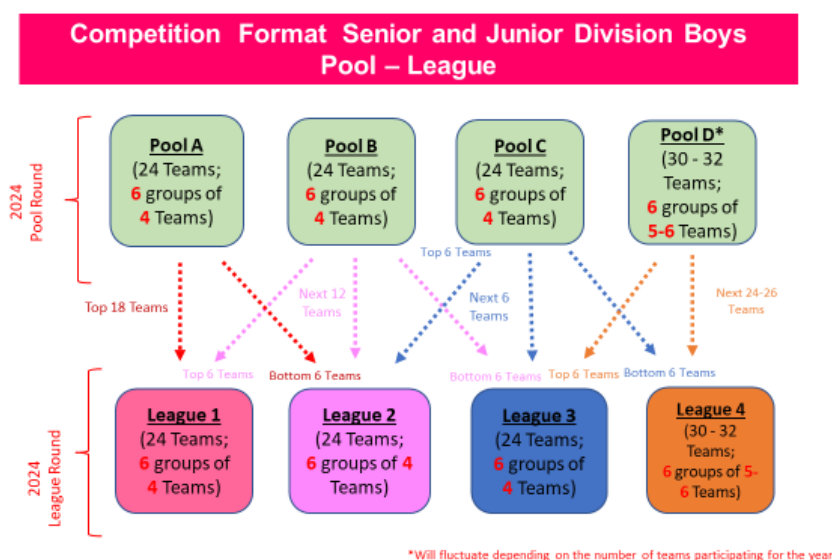 Competition Format Senior and Junior Division Boys
Pool – League
2024
Pool Round
Pool A
(24 Teams;
6 groups of
4 Teams)
Pool B
(24 Teams;
6 groups of
4 Teams)
Pool C
(24 Teams;
6 groups of
4 Teams)
Pool D*
(30 - 32
Teams;
6 groups of
5-6 Teams)
Top 18 Teams
Next 12
Teams
Top 6 Teams
Next 6
Teams
Next 24-26
Teams
Top 6 Teams
Bottom 6 Teams
Bottom 6 Teams
Top 6 Teams
Bottom 6 Teams
2024
League Round
League 1
(24 Teams;
6 groups of
4 Teams)
League 2
(24 Teams;
6 groups of 4
Teams)
League 3
(24 Teams;
6 groups of
4 Teams)
League 4
(30 - 32
Teams;
6 groups of 5-
6 Teams)
*Will fluctuate depending on the number of teams participating for the year